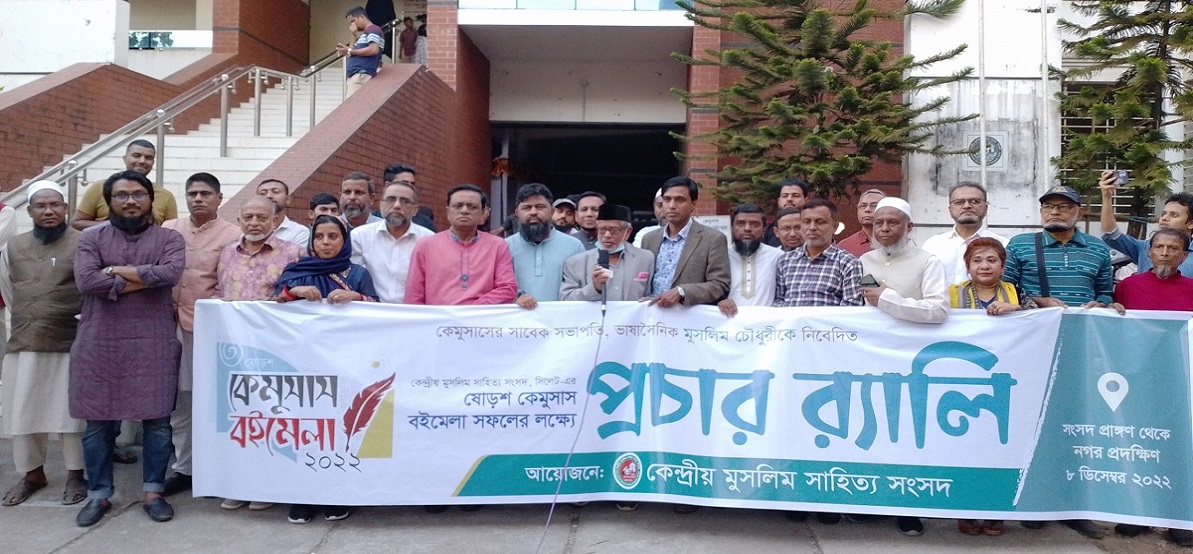 কেমুসাসের সাবেক সভাপতি, ভাষাসৈনিক মুসলিম চৌধুরীকে নিবেদিত
ষোড়শ
কেমুসাস
বইমেলা
২০২২
কেন্দ্রীয় মুসলিম সাহিত্য সংসদ, সিলেট-এর
ষোড়শ কেমুসাস
বইমেলা সফলের লক্ষ্যে
প্রচার র‍্যালি
আয়োজনে: কেন্দ্রীয় মুসলিম সাহিত্য সংসদ
সংসদ প্রাঙ্গণ থেকে
নগর প্রদক্ষিণ
৮ ডিসেম্বর ২০২২